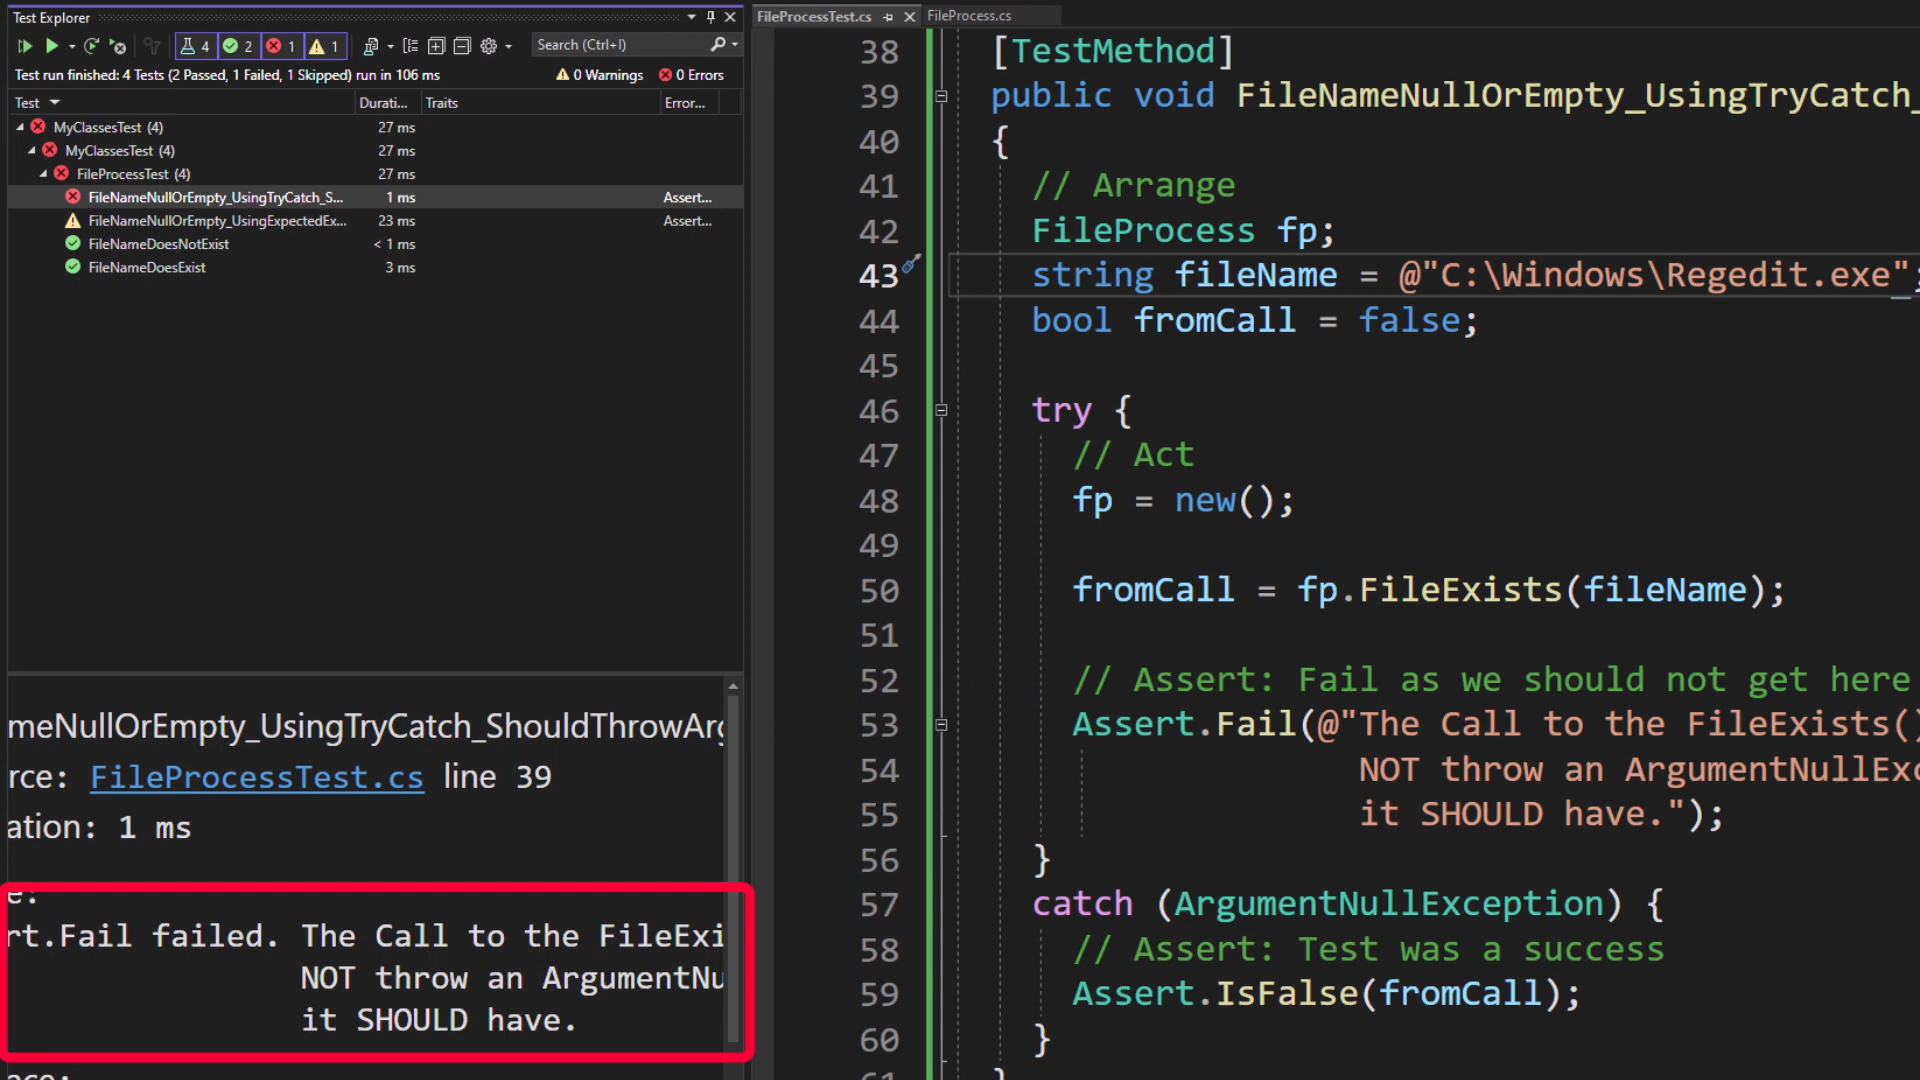 Test Explorer
4 2 1 1
Search (Ctrl+I)
Test run finished: 4 Tests (2 Passed, 1 Failed, 1 Skipped) run in 106 ms
0 Warnings
0 Errors
Test Durati... Traits Error...
MyClassesTest (4) 27 ms
MyClassesTest (4) 27 ms
FileProcessTest (4) 27 ms
FileNameNullOrEmpty_UsingTryCatch_S... 1 ms Assert...
FileNameNullOrEmpty_UsingExpectedEx... 23 ms Assert...
FileNameDoesNotExist < 1 ms
FileNameDoesExist 3 ms
meNullOrEmpty_UsingTryCatch_ShouldThrowArg
rce: FileProcessTest.cs line 39
ation: 1 ms
e:
rt.Fail failed. The Call to the FileExi
NOT throw an ArgumentNu
it SHOULD have.
FileProcessTest.cs
FileProcess.cs
38 [TestMethod]
39 public void FileNameNullOrEmpty_UsingTryCatch_
40 {
41 // Arrange
42 FileProcess fp;
43 string fileName = @"C:\Windows\Regedit.exe";
44 bool fromCall = false;
45
46 try {
47 // Act
48 fp = new();
49
50 fromCall = fp.FileExists(fileName);
51
52 // Assert: Fail as we should not get here
53 Assert.Fail(@"The Call to the FileExists()
54 NOT throw an ArgumentNullExc
55 it SHOULD have.");
56 }
57 catch (ArgumentNullException) {
58 // Assert: Test was a success
59 Assert.IsFalse(fromCall);
60 }
61 }